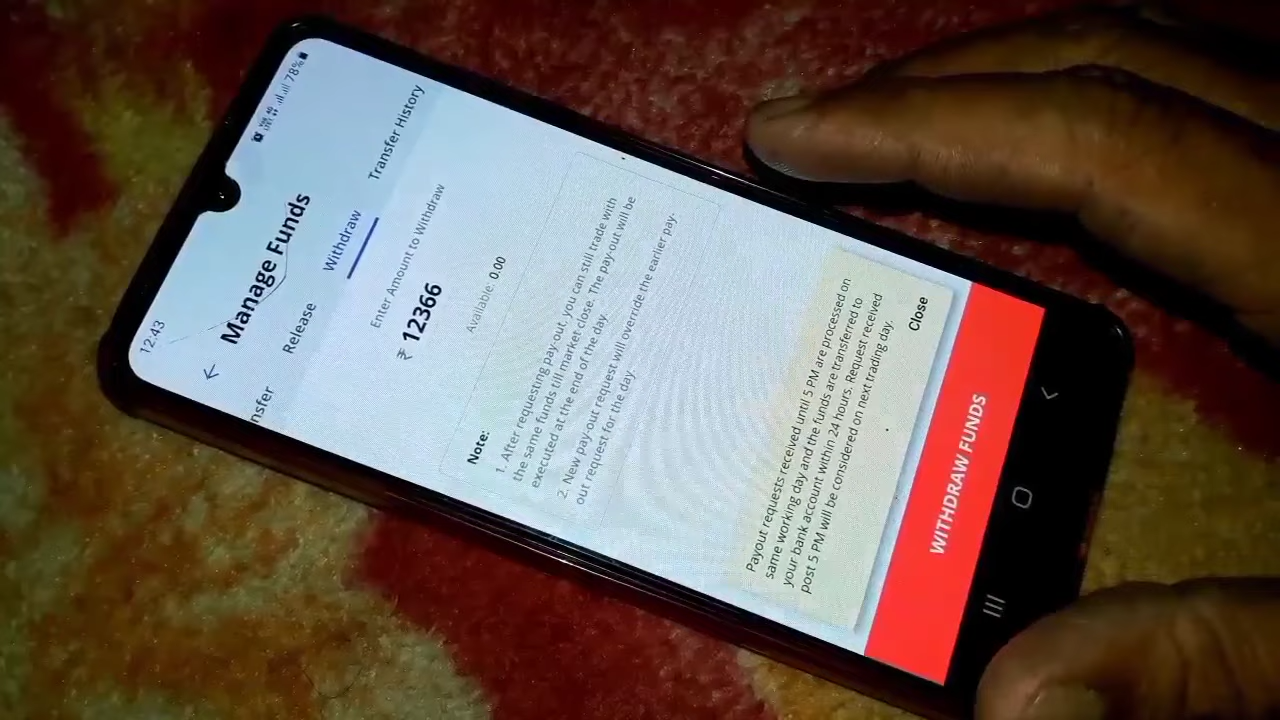 12.43
78%
Manage Funds
nsfer Release Withdraw Transfer History
Enter Amount to Withdraw
₹ 12366
Available: 0.00
Note:
1. After requesting pay-out, you can still trade with
the same funds till market close. The pay-out will be
executed at the end of the day.
2. New pay-out request will override the earlier pay-
out request for the day.
Payout requests received until 5 PM are processed on
same working day and the funds are transferred to
your bank account within 24 hours. Request received
post 5 PM will be considered on next trading day.
Close
WITHDRAW FUNDS